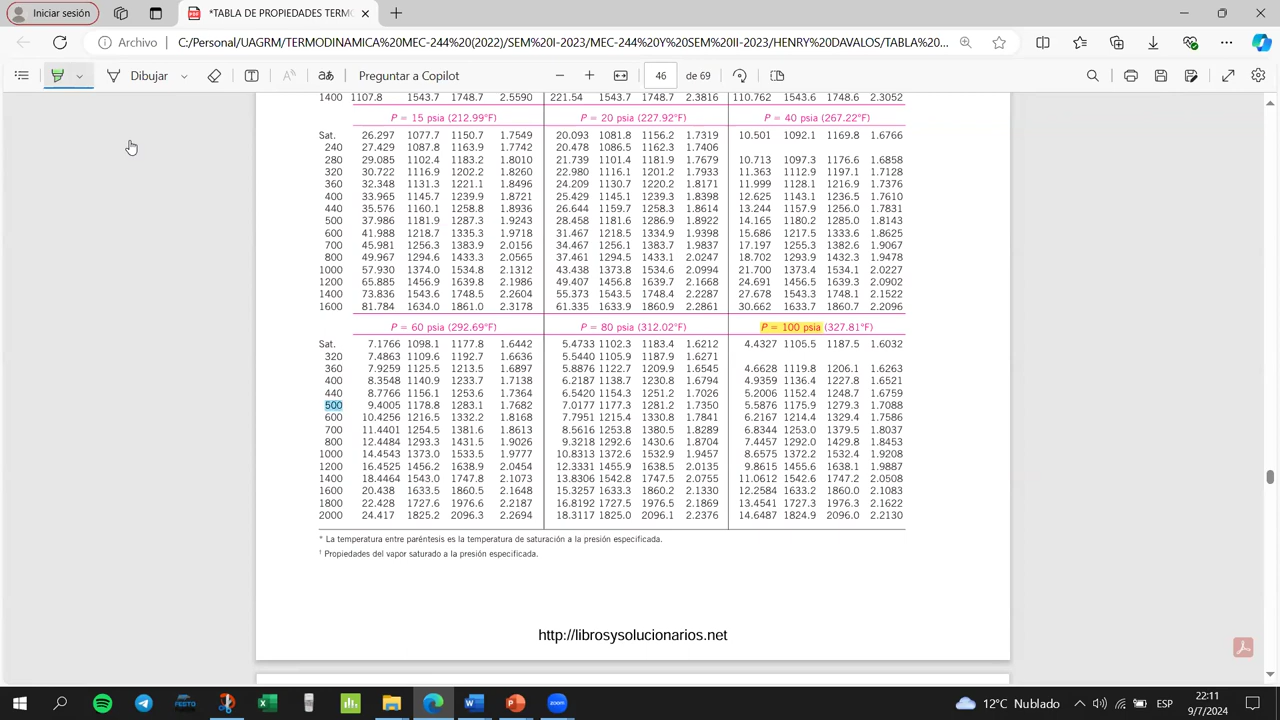 Iniciar sesión
*TABLA DE PROPIEDADES TERMO
Archivo C:/Personal/UAGRM/TERMODINAMICA%20MEC-244%20(2022)/SEM%20I-2023/MEC-244%20Y%20SEM%20II-2023/HENRY%20DAVALOS/TABLA%20...
Dibujar Preguntar a Copilot 46 de 69
1400 1107.8 1543.7 1748.7 2.5590 221.54 1543.7 1748.7 2.3816 110.762 1543.6 1748.6 2.3052
P = 15 psia (212.99°F) P = 20 psia (227.92°F) P = 40 psia (267.22°F)
Sat. 26.297 1077.7 1150.7 1.7549 20.093 1081.8 1156.2 1.7319 10.501 1092.1 1169.8 1.6766
240 27.429 1087.8 1163.9 1.7742 20.478 1086.5 1162.3 1.7406
280 29.085 1102.4 1183.2 1.8010 21.739 1101.4 1181.9 1.7679 10.713 1097.3 1176.6 1.6858
320 30.722 1116.9 1202.2 1.8260 22.980 1116.1 1201.2 1.7933 11.363 1112.9 1197.1 1.7128
360 32.348 1131.3 1221.1 1.8496 24.209 1130.7 1220.2 1.8171 11.999 1128.1 1216.9 1.7376
400 33.965 1145.7 1239.9 1.8721 25.429 1145.1 1239.3 1.8398 12.625 1143.1 1236.5 1.7610
440 35.576 1160.1 1258.8 1.8936 26.644 1159.7 1258.3 1.8614 13.244 1157.9 1256.0 1.7831
500 37.986 1181.9 1287.3 1.9243 28.458 1181.6 1286.9 1.8922 14.165 1180.2 1285.0 1.8143
600 41.988 1218.7 1335.3 1.9718 31.467 1218.5 1334.9 1.9398 15.686 1217.5 1333.6 1.8625
700 45.981 1256.3 1383.9 2.0156 34.467 1256.1 1383.7 1.9837 17.197 1255.3 1382.6 1.9067
800 49.967 1294.6 1433.3 2.0565 37.461 1294.5 1433.1 2.0247 18.702 1293.9 1432.3 1.9478
1000 57.930 1374.0 1534.8 2.1312 43.438 1373.8 1534.6 2.0994 21.700 1373.4 1534.1 2.0227
1200 65.885 1456.9 1639.8 2.1986 49.407 1456.8 1639.7 2.1668 24.691 1456.5 1639.3 2.0902
1400 73.836 1543.6 1748.5 2.2604 55.373 1543.5 1748.4 2.2287 27.678 1543.3 1748.1 2.1522
1600 81.784 1634.0 1861.0 2.3178 61.335 1633.9 1860.9 2.2861 30.662 1633.7 1860.7 2.2096
P = 60 psia (292.69°F) P = 80 psia (312.02°F) P = 100 psia (327.81°F)
Sat. 7.1766 1098.1 1177.8 1.6442 5.4733 1102.3 1183.4 1.6212 4.4327 1105.5 1187.5 1.6032
320 7.4863 1109.6 1192.7 1.6636 5.5440 1105.9 1187.9 1.6271
360 7.9259 1125.5 1213.5 1.6897 5.8876 1122.7 1209.9 1.6545 4.6628 1119.8 1206.1 1.6263
400 8.3548 1140.9 1233.7 1.7138 6.2187 1138.7 1230.8 1.6794 4.9359 1136.4 1227.8 1.6521
440 8.7766 1156.1 1253.6 1.7364 6.5420 1154.3 1251.2 1.7026 5.2006 1152.4 1248.7 1.6759
500 9.4005 1178.8 1283.1 1.7682 7.0177 1177.3 1281.2 1.7350 5.5876 1175.9 1279.3 1.7088
600 10.4256 1216.5 1332.2 1.8168 7.7951 1215.4 1330.8 1.7841 6.2167 1214.4 1329.4 1.7586
700 11.4401 1254.5 1381.6 1.8613 8.5616 1253.8 1380.5 1.8289 6.8344 1253.0 1379.5 1.8037
800 12.4484 1293.3 1431.5 1.9026 9.3218 1292.6 1430.6 1.8704 7.4457 1292.0 1429.8 1.8453
1000 14.4543 1373.0 1533.5 1.9777 10.8313 1372.6 1532.9 1.9457 8.6575 1372.2 1532.4 1.9208
1200 16.4525 1456.2 1638.9 2.0454 12.3331 1455.9 1638.5 2.0135 9.8615 1455.6 1638.1 1.9887
1400 18.4464 1543.0 1747.8 2.1073 13.8306 1542.8 1747.5 2.0755 11.0612 1542.6 1747.2 2.0508
1600 20.438 1633.5 1860.5 2.1648 15.3257 1633.3 1860.2 2.1330 12.2584 1633.2 1860.0 2.1083
1800 22.428 1727.6 1976.6 2.2187 16.8192 1727.5 1976.5 2.1869 13.4541 1727.3 1976.3 2.1622
2000 24.417 1825.2 2096.3 2.2694 18.3117 1825.0 2096.1 2.2376 14.6487 1824.9 2096.0 2.2130
* La temperatura entre paréntesis es la temperatura de saturación a la presión especificada.
† Propiedades del vapor saturado a la presión especificada.
http://librosysolucionarios.net
12°C Nublado ESP 22:11
9/7/2024